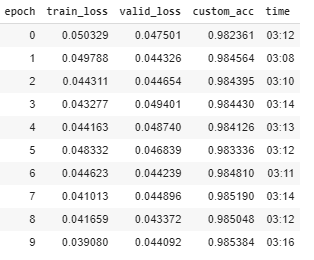 epoch train_loss valid_loss custom_acc time
0 0.050329 0.047501 0.982361 03:12
1 0.049788 0.044326 0.984564 03:08
2 0.044311 0.044654 0.984395 03:10
3 0.043277 0.049401 0.984430 03:14
4 0.044163 0.048740 0.984126 03:13
5 0.048332 0.046839 0.983336 03:12
6 0.044623 0.044239 0.984810 03:11
7 0.041013 0.044896 0.985190 03:14
8 0.041659 0.043372 0.985048 03:12
9 0.039080 0.044092 0.985384 03:16